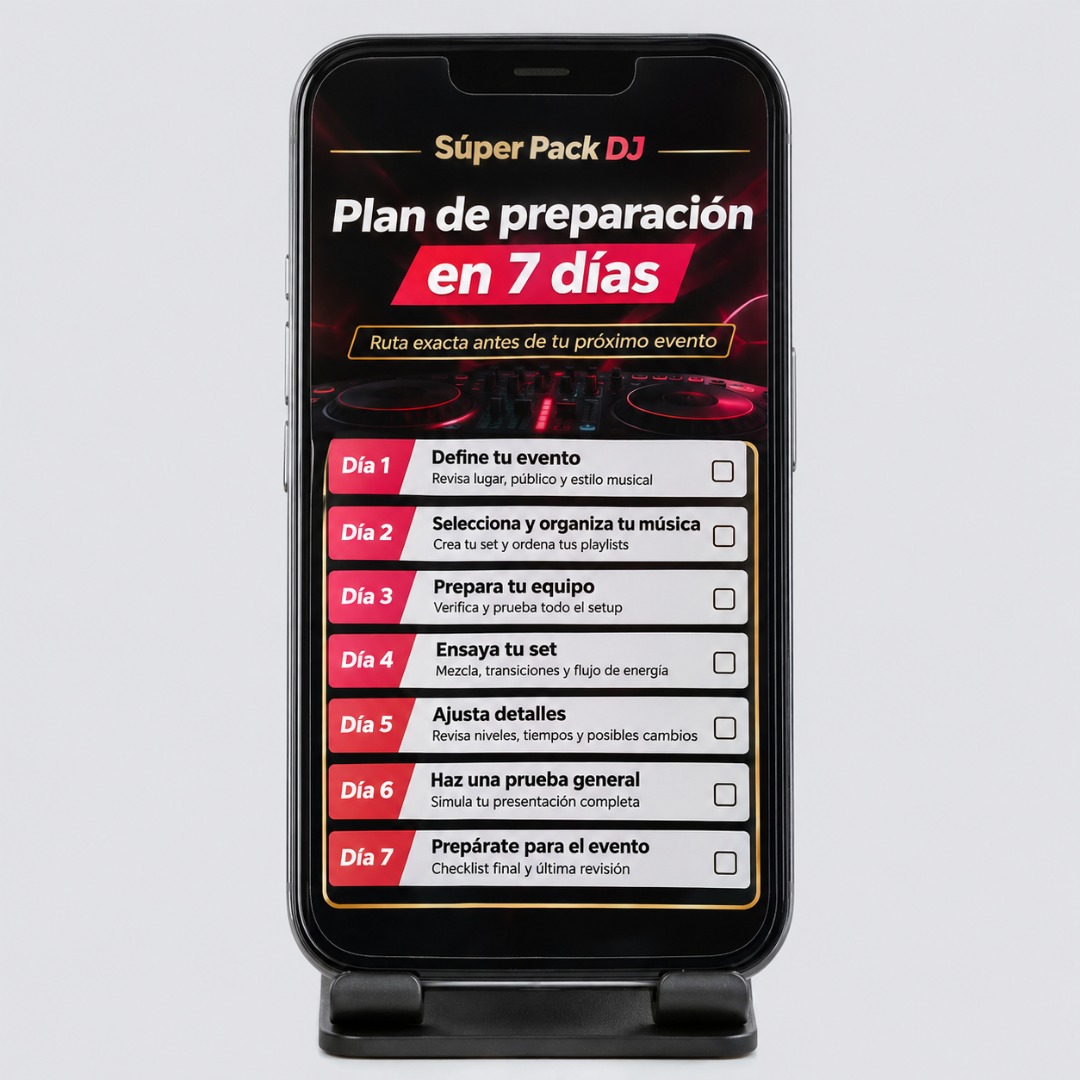 Súper Pack DJ
Plan de preparación
en 7 días
Ruta exacta antes de tu próximo evento
Día 1
Define tu evento
Revisa lugar, público y estilo musical
Día 2
Selecciona y organiza tu música
Crea tu set y ordena tus playlists
Día 3
Prepara tu equipo
Verifica y prueba todo el setup
Día 4
Ensaya tu set
Mezcla, transiciones y flujo de energía
Día 5
Ajusta detalles
Revisa niveles, tiempos y posibles cambios
Día 6
Haz una prueba general
Simula tu presentación completa
Día 7
Prepárate para el evento
Checklist final y última revisión